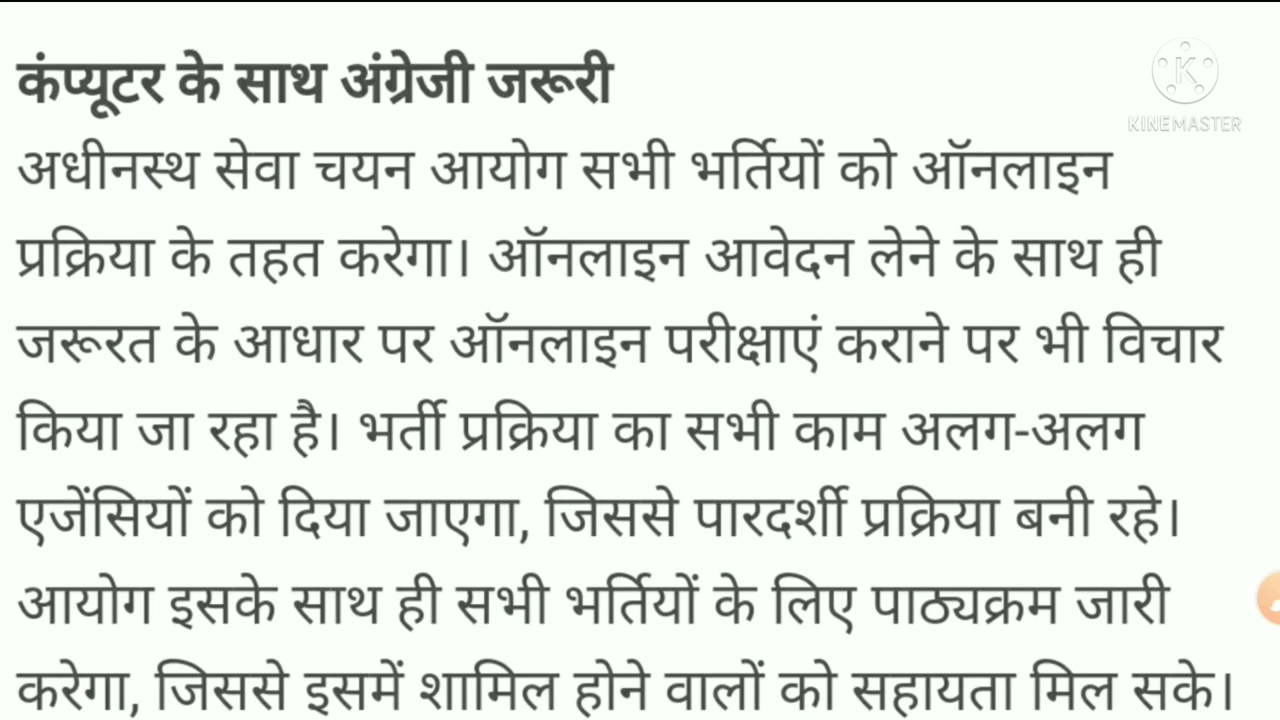 कंप्यूटर के साथ अंग्रेजी जरूरी
KINEMASTER
अधीनस्थ सेवा चयन आयोग सभी भर्तियों को ऑनलाइन
प्रक्रिया के तहत करेगा। ऑनलाइन आवेदन लेने के साथ ही
जरूरत के आधार पर ऑनलाइन परीक्षाएं कराने पर भी विचार
किया जा रहा है। भर्ती प्रक्रिया का सभी काम अलग-अलग
एजेंसियों को दिया जाएगा, जिससे पारदर्शी प्रक्रिया बनी रहे।
आयोग इसके साथ ही सभी भर्तियों के लिए पाठ्यक्रम जारी
करेगा, जिससे इसमें शामिल होने वालों को सहायता मिल सके।